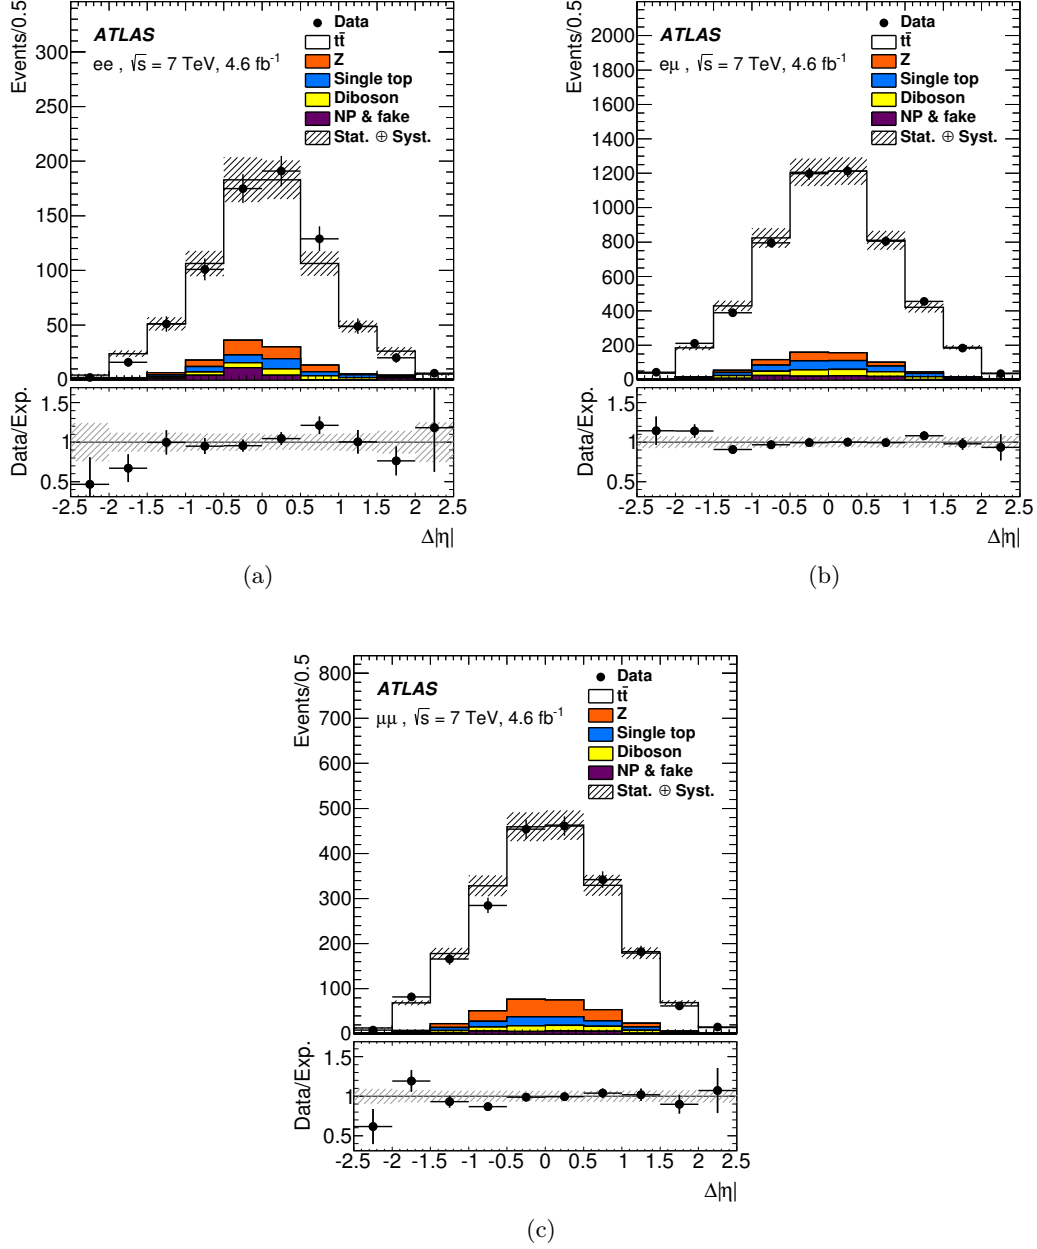 Events/0.5
350
300
250
200
150
100
50
0
ATLAS
ee , √s = 7 TeV, 4.6 fb⁻¹
Data
tt̄
Z
Single top
Diboson
NP & fake
Stat. ⊕ Syst.
Data/Exp.
1.5
1
0.5
-2.5 -2 -1.5 -1 -0.5 0 0.5 1 1.5 2 2.5
Δ|η|
(a)
Events/0.5
2000
1800
1600
1400
1200
1000
800
600
400
200
0
ATLAS
eμ , √s = 7 TeV, 4.6 fb⁻¹
Data
tt̄
Z
Single top
Diboson
NP & fake
Stat. ⊕ Syst.
Data/Exp.
1.5
1
0.5
-2.5 -2 -1.5 -1 -0.5 0 0.5 1 1.5 2 2.5
Δ|η|
(b)
Events/0.5
800
700
600
500
400
300
200
100
0
ATLAS
μμ , √s = 7 TeV, 4.6 fb⁻¹
Data
tt̄
Z
Single top
Diboson
NP & fake
Stat. ⊕ Syst.
Data/Exp.
1.5
1
0.5
-2.5 -2 -1.5 -1 -0.5 0 0.5 1 1.5 2 2.5
Δ|η|
(c)